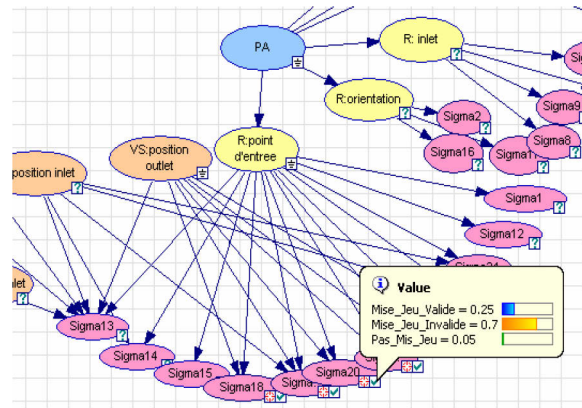 PA
R: inlet
R:orientation
Sigma2
Sigma9
Sigma8
Sigma16
VS:position
outlet
R:point
d'entree
position inlet
Sigma1
Sigma12
Sigma13
Sigma14
Sigma15
Sigma18
Sigma20
Value
Mise_Jeu_Valide = 0.25
Mise_Jeu_Invalide = 0.7
Pas_Mis_Jeu = 0.05